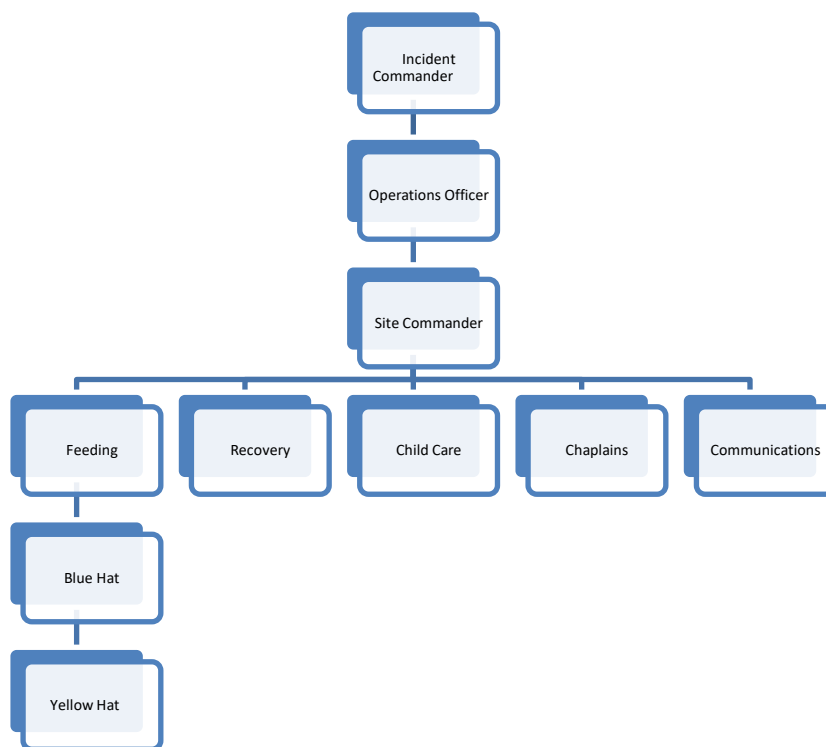 Incident
Commander
Operations Officer
Site Commander
Feeding
Recovery
Child Care
Chaplains
Communications
Blue Hat
Yellow Hat